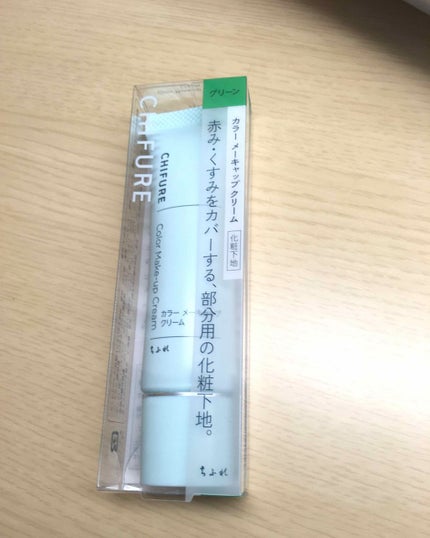 グリーン
カラー メーキャップ クリーム
化粧下地
赤み・くすみをカバーする、部分用の化粧下地。
ちふれ
CHIFURE
CHIFURE
Color Make-up Cream
カラー メーキャップ
クリーム
ちふれ